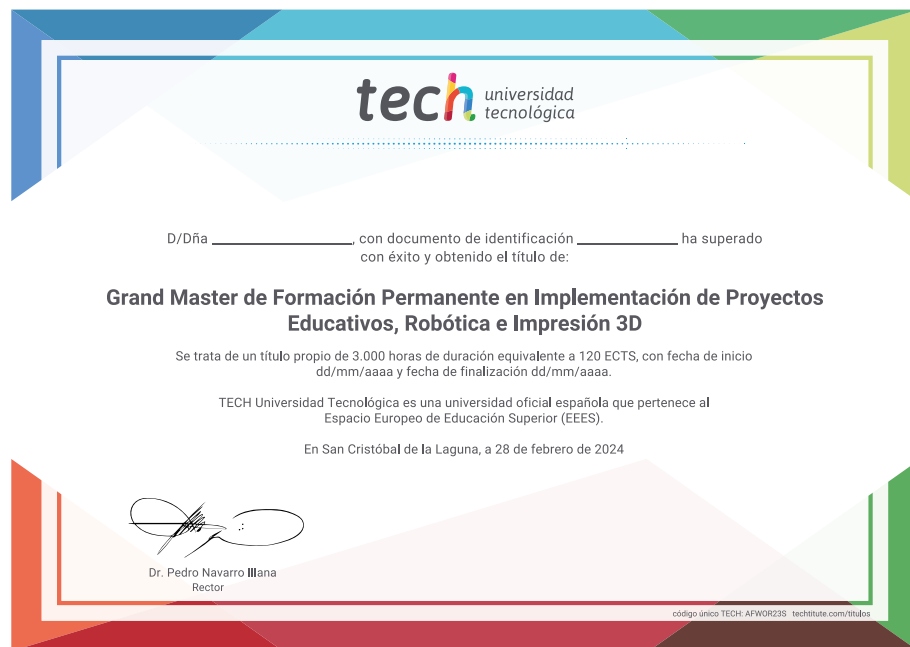 tech universidad
tecnológica
D/Dña ____________________, con documento de identificación ______________ ha superado
con éxito y obtenido el título de:
Grand Master de Formación Permanente en Implementación de Proyectos
Educativos, Robótica e Impresión 3D
Se trata de un título propio de 3.000 horas de duración equivalente a 120 ECTS, con fecha de inicio
dd/mm/aaaa y fecha de finalización dd/mm/aaaa.
TECH Universidad Tecnológica es una universidad oficial española que pertenece al
Espacio Europeo de Educación Superior (EEES).
En San Cristóbal de la Laguna, a 28 de febrero de 2024
Dr. Pedro Navarro Illana
Rector
código único TECH: AFWOR23S techtitute.com/titulos